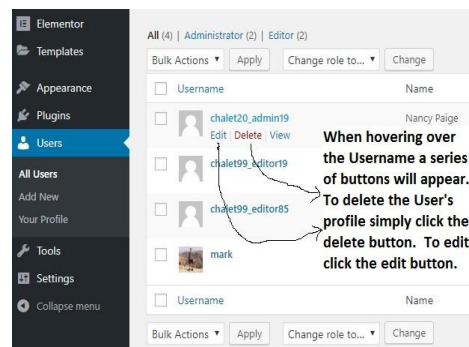 Elementor
Templates
Appearance
Plugins
Users
All Users
Add New
Your Profile
Tools
Settings
Collapse menu
All (4) | Administrator (2) | Editor (2)
Bulk Actions Apply Change role to... Change
Username Name
chalet20_admin19 Nancy Paige
Edit | Delete | View
chalet99_editor19
chalet99_editor85
mark
When hovering over
the Username a series
of buttons will appear.
To delete the User's
profile simply click the
delete button. To edit
click the edit button.
Username Name
Bulk Actions Apply Change role to... Change